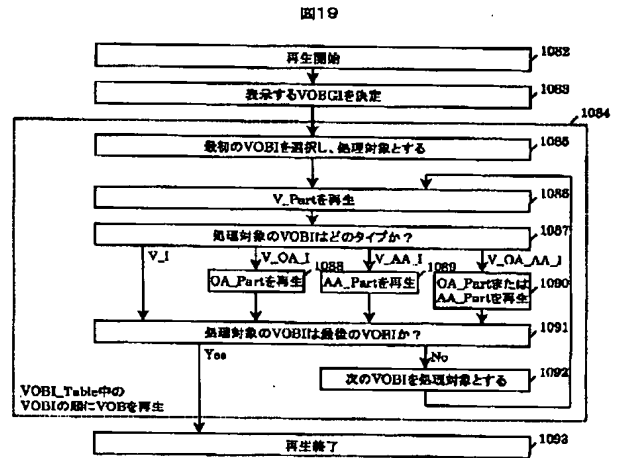 図19
再生開始
1082
表示するVOBGIを決定
1083
1084
最初のVOBIを選択し、処理対象とする
1085
V_Partを再生
1086
処理対象のVOBIはどのタイプか?
1087
V_I
V_OA_I
V_AA_I
V_OA_AA_I
OA_Partを再生
1088
AA_Partを再生
1089
OA_Partまたは
AA_Partを再生
1090
処理対象のVOBIは最後のVOBIか?
1091
Yes
No
次のVOBIを処理対象とする
1092
VOBI_Table中の
VOBIの順にVOBを再生
再生終了
1093